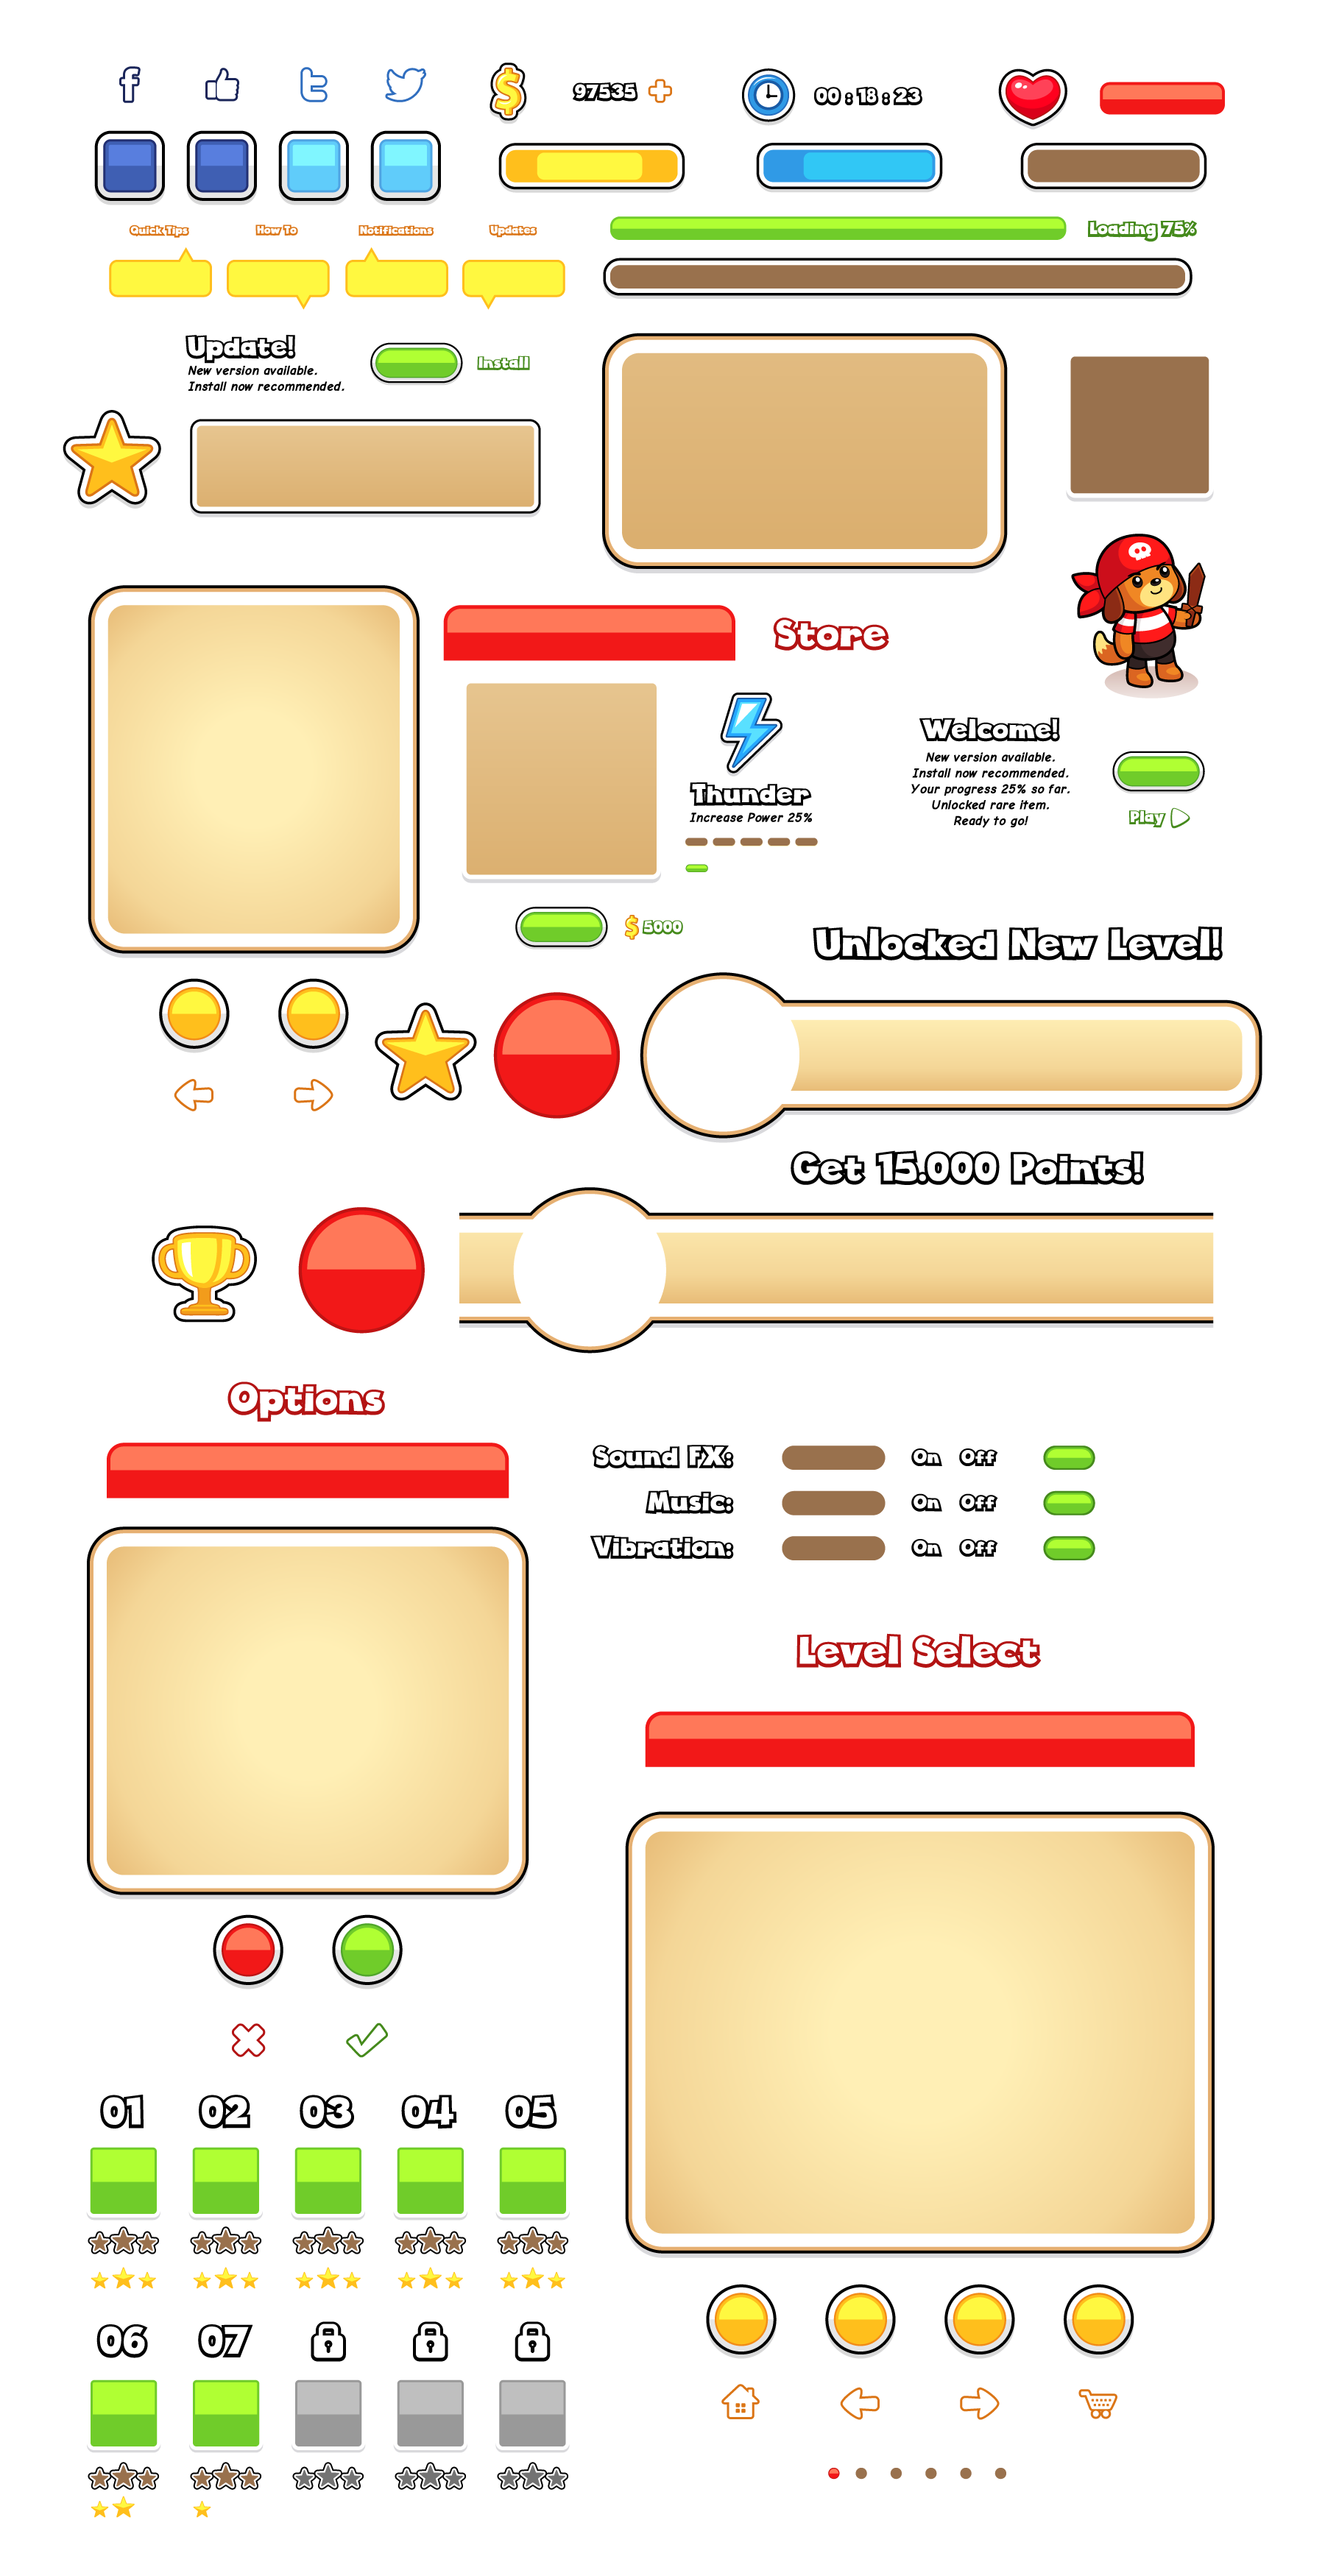 97535
00 : 18 : 23
Quick Tips
How To
Notifications
Updates
Loading 75%
Update!
New version available.
Install now recommended.
Install
Store
Thunder
Increase Power 25%
Welcome!
New version available.
Install now recommended.
Your progress 25% so far.
Unlocked rare item.
Ready to go!
Play
$ 5000
Unlocked New Level!
Get 15.000 Points!
Options
Sound FX:
On Off
Music:
On Off
Vibration:
On Off
Level Select
01 02 03 04 05
06 07